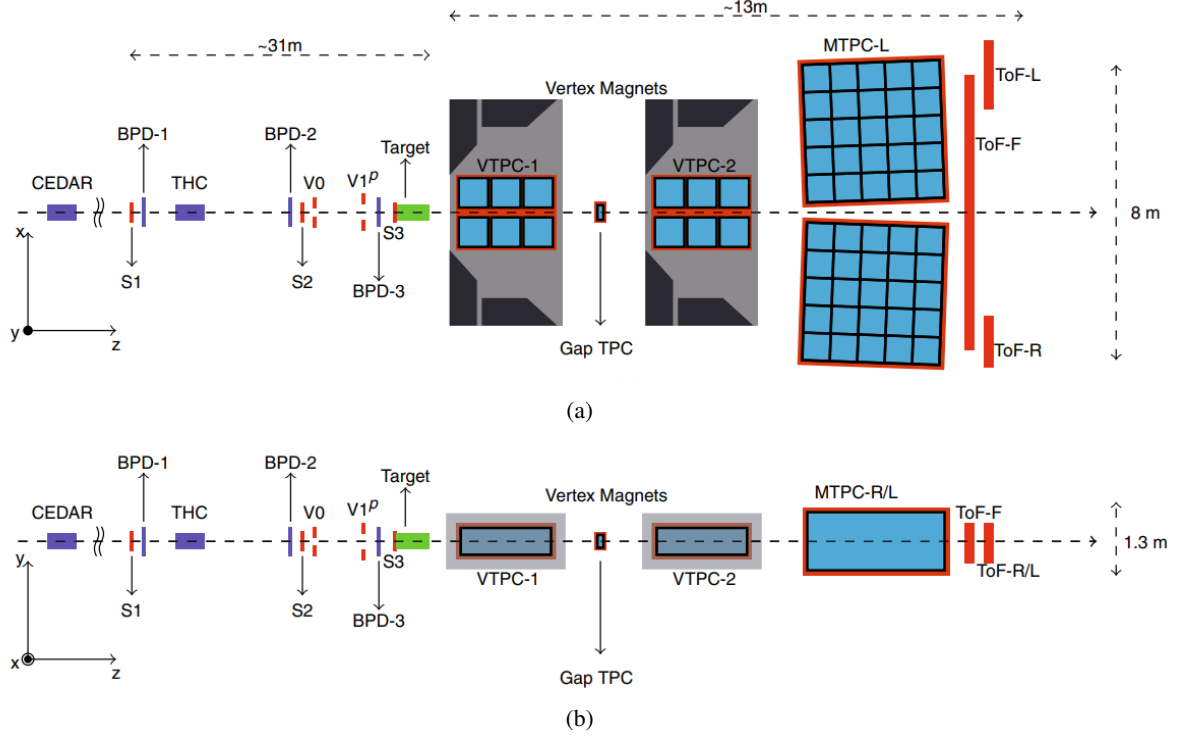 ~13m
~31m
MTPC-L
ToF-L
Vertex Magnets
BPD-1
BPD-2
Target
ToF-F
VTPC-1
VTPC-2
CEDAR
THC
V0
V1ᵖ
x
S3
8 m
S1
S2
BPD-3
y
z
Gap TPC
ToF-R
(a)
BPD-1
BPD-2
Target
Vertex Magnets
MTPC-R/L
CEDAR
THC
V0
V1ᵖ
ToF-F
y
S3
1.3 m
VTPC-1
VTPC-2
ToF-R/L
S1
S2
BPD-3
x
z
Gap TPC
(b)